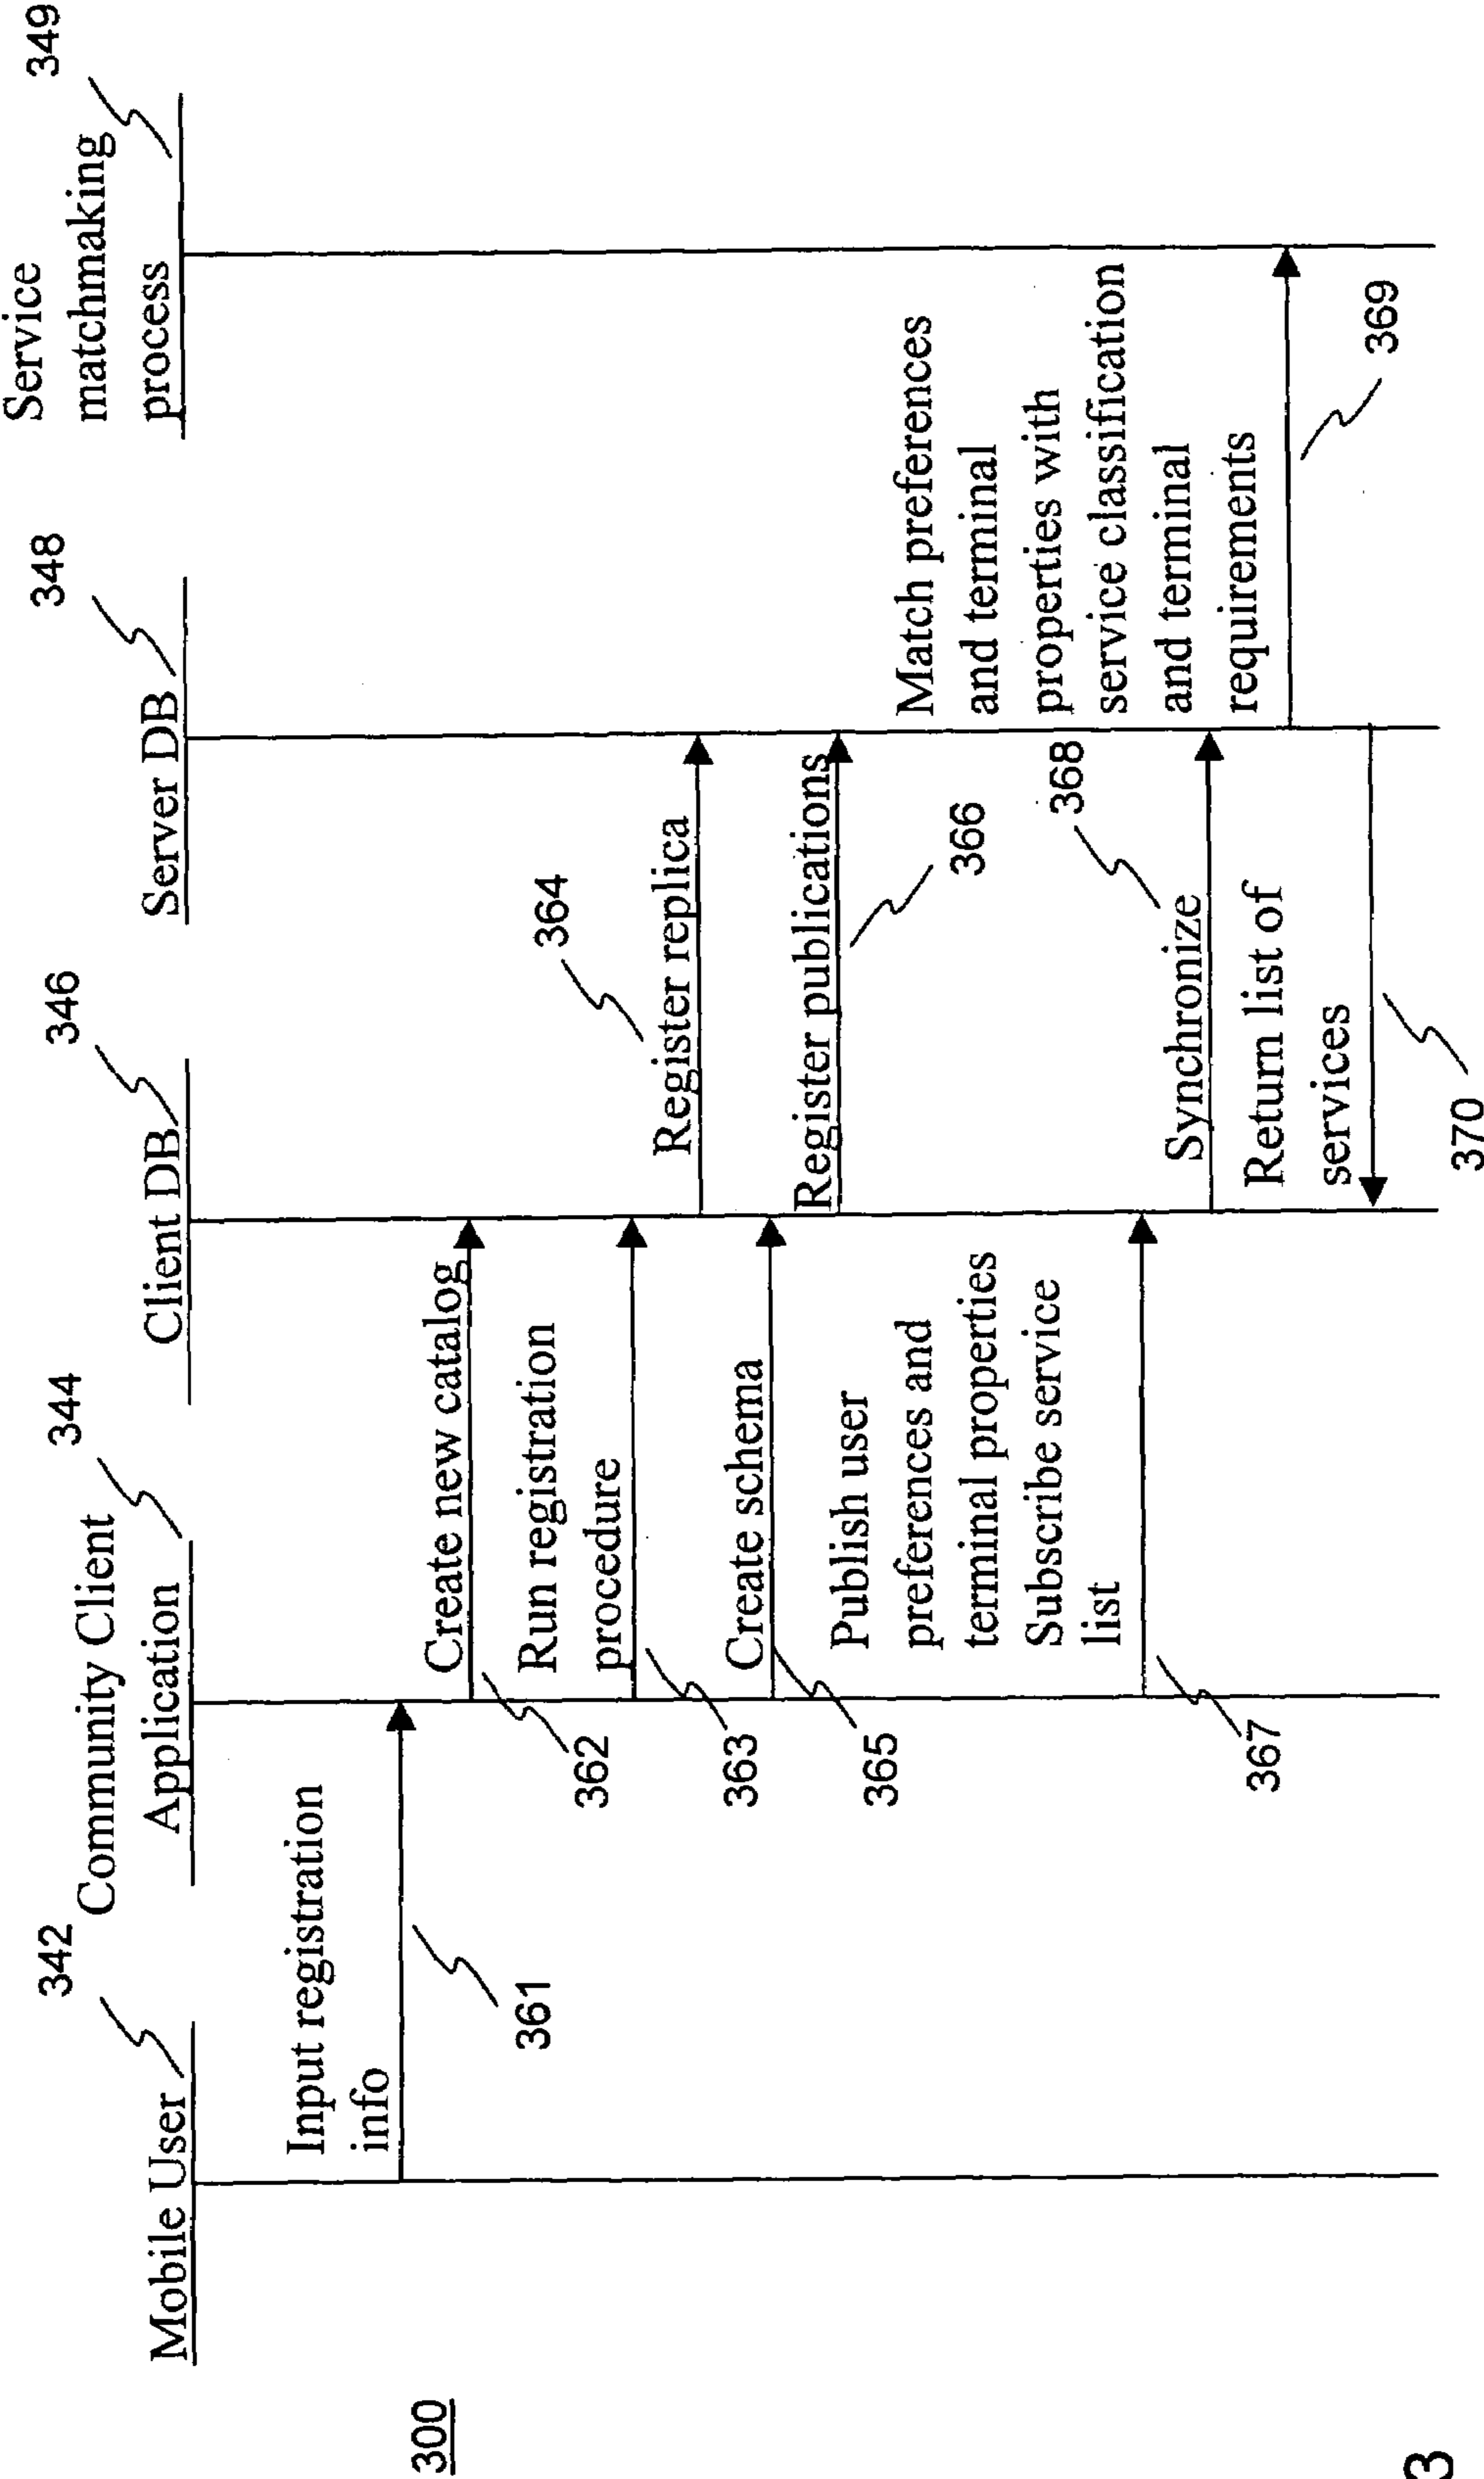 300
Mobile User
342
Community Client
Application
344
Client DB
346
Server DB
348
Service
matchmaking
process
349
Input registration
info
361
Create new catalog
362
Run registration
procedure
363
Register replica
364
Create schema
365
Register publications
366
Publish user
preferences and
terminal properties
Subscribe service
list
367
Synchronize
368
Match preferences
and terminal
properties with
service classification
and terminal
requirements
369
Return list of
services
370
3